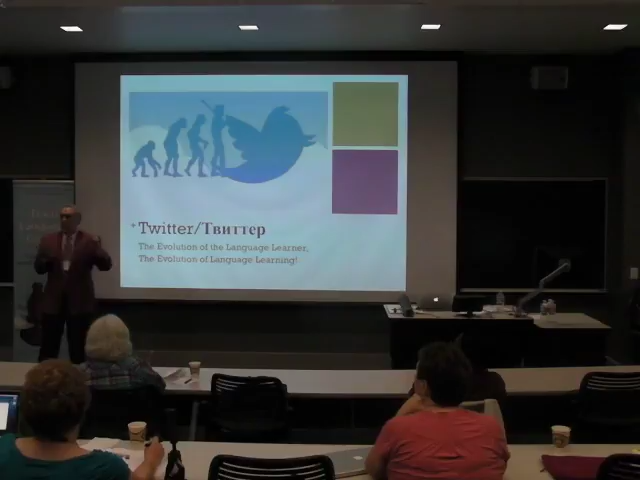 Twitter/Твиттер
The Evolution of the Language Learner,
The Evolution of Language Learning!